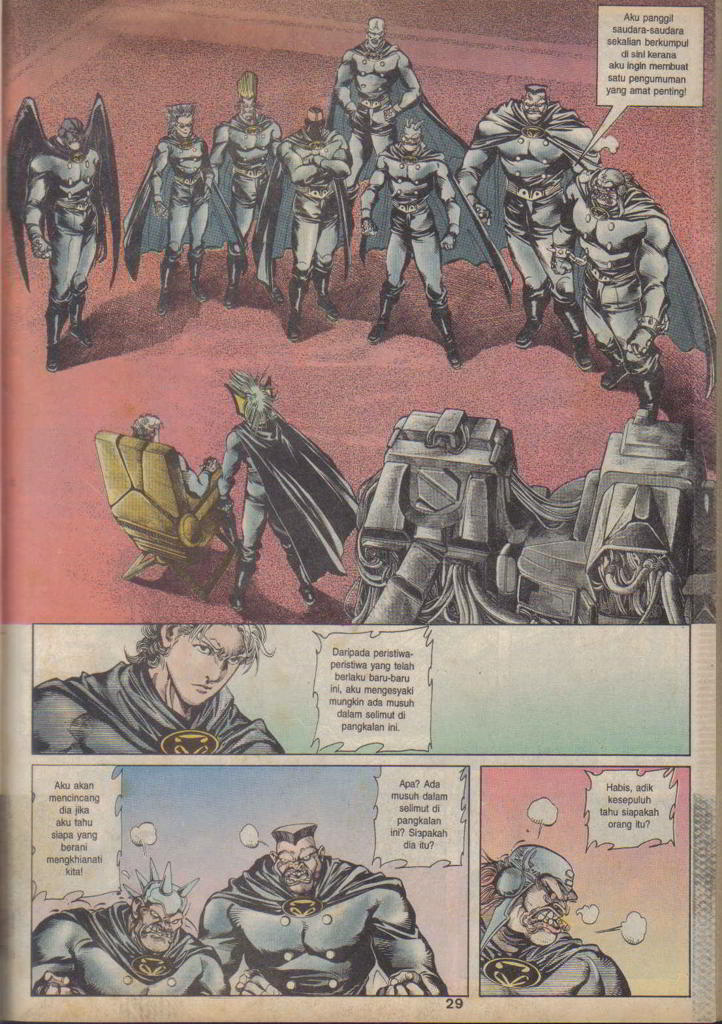 Aku panggil
saudara-saudara
sekalian berkumpul
di sini kerana
aku ingin membuat
satu pengumuman
yang amat penting!
Daripada peristiwa-
peristiwa yang telah
berlaku baru-baru
ini, aku mengesyaki
mungkin ada musuh
dalam selimut di
pangkalan ini.
Aku akan
mencincang
dia jika
aku tahu
siapa yang
berani
mengkhianati
kita!
Apa? Ada
musuh dalam
selimut di
pangkalan
ini? Siapakah
dia itu?
Habis, adik
kesepuluh
tahu siapakah
orang itu?
29